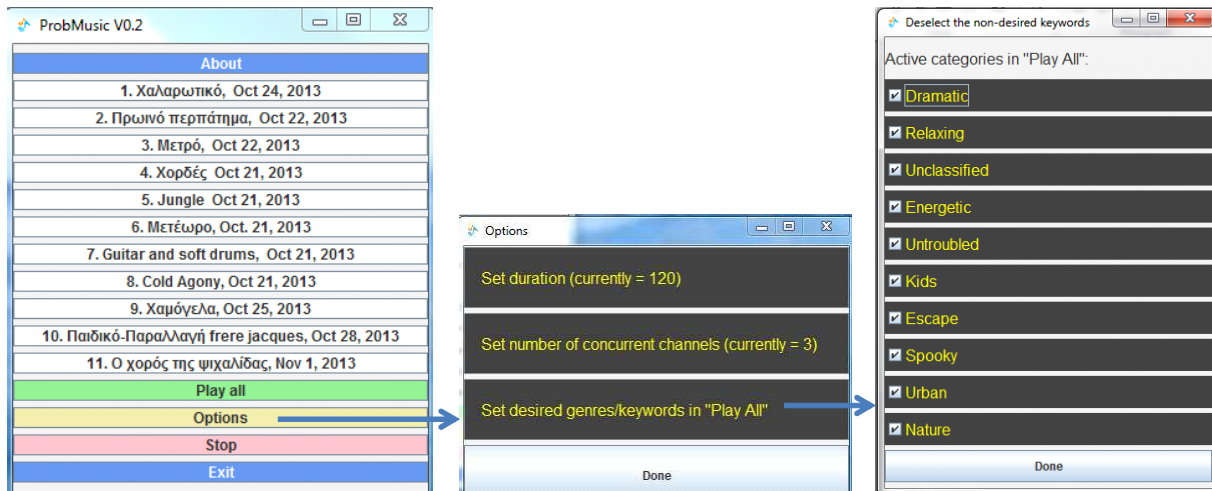 ProbMusic V0.2
About
1. Χαλαρωτικό, Oct 24, 2013
2. Πρωινό περπάτημα, Oct 22, 2013
3. Μετρό, Oct 22, 2013
4. Χορδές Oct 21, 2013
5. Jungle Oct 21, 2013
6. Μετέωρο, Oct. 21, 2013
7. Guitar and soft drums, Oct 21, 2013
8. Cold Agony, Oct 21, 2013
9. Χαμόγελα, Oct 25, 2013
10. Παιδικό-Παραλλαγή frere jacques, Oct 28, 2013
11. Ο χορός της ψιχαλίδας, Nov 1, 2013
Play all
Options
Stop
Exit
Options
Set duration (currently = 120)
Set number of concurrent channels (currently = 3)
Set desired genres/keywords in "Play All"
Done
Deselect the non-desired keywords
Active categories in "Play All":
Dramatic
Relaxing
Unclassified
Energetic
Untroubled
Kids
Escape
Spooky
Urban
Nature
Done